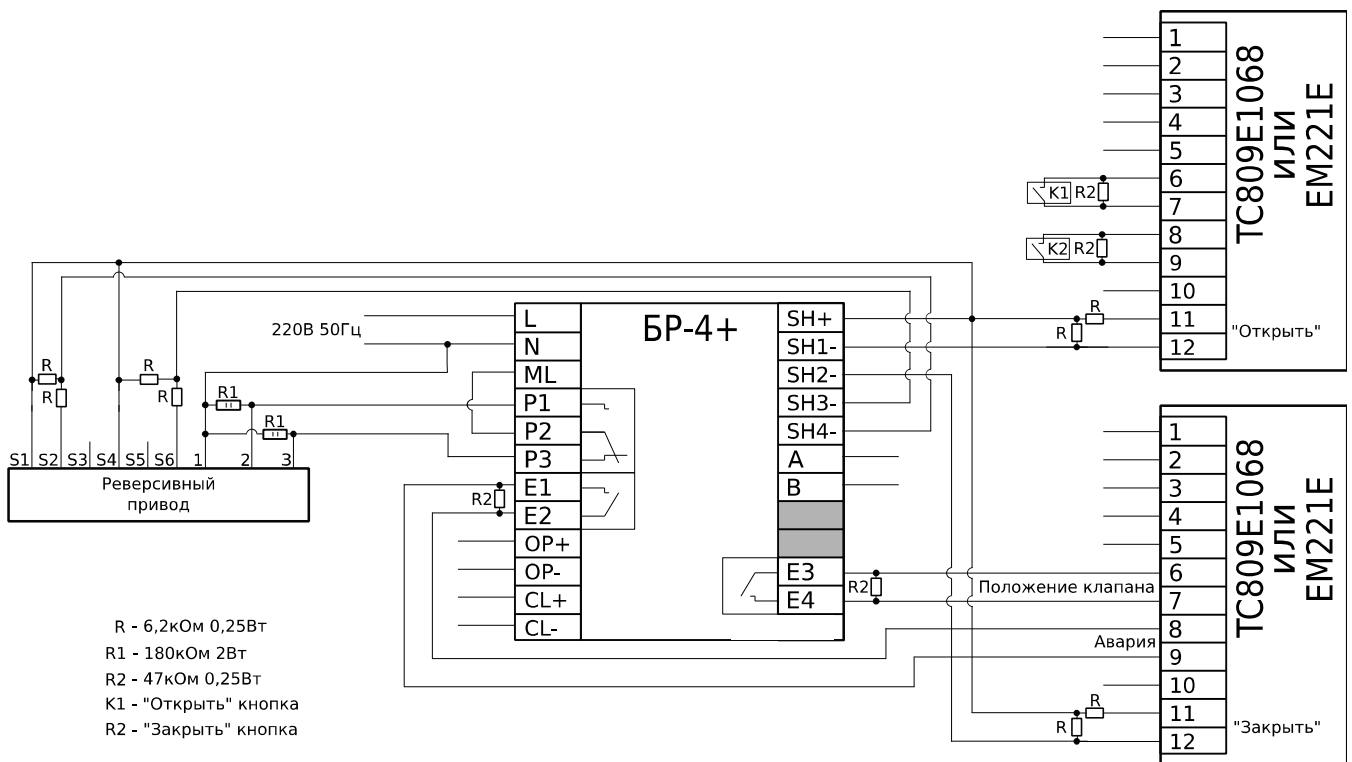 1
2
3
4
5
6
7
8
9
10
11
12
TC809E1068
или
EM221E
K1
R2
K2
R2
R
R
"Открыть"
220В 50Гц
БР-4+
L
N
ML
P1
P2
P3
E1
E2
OP+
OP-
CL+
CL-
SH+
SH1-
SH2-
SH3-
SH4-
A
B
E3
E4
R
R
R
R
R1
R1
S1
S2
S3
S4
S5
S6
1
2
3
Реверсивный
привод
R2
R2
Положение клапана
Авария
1
2
3
4
5
6
7
8
9
10
11
12
TC809E1068
или
EM221E
R
R
"Закрыть"
R - 6,2кОм 0,25Вт
R1 - 180кОм 2Вт
R2 - 47кОм 0,25Вт
K1 - "Открыть" кнопка
R2 - "Закрыть" кнопка